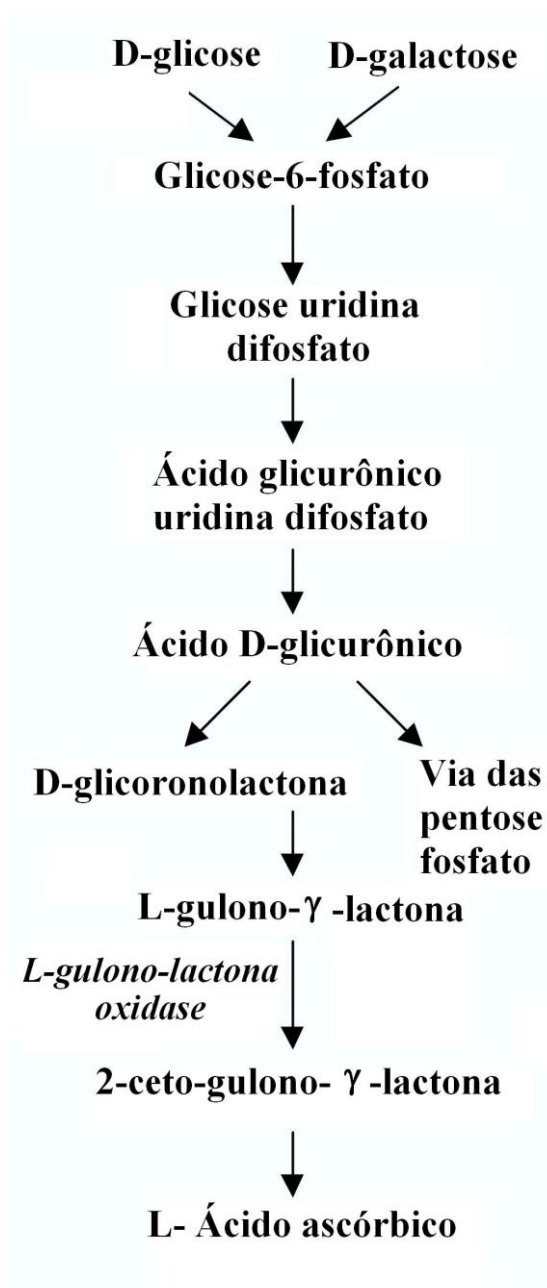 D-glicose
D-galactose
Glicose-6-fosfato
Glicose uridina
difosfato
Ácido glicurônico
uridina difosfato
Ácido D-glicurônico
D-glicoronolactona
Via das
pentose
fosfato
L-gulono-γ -lactona
L-gulono-lactona
oxidase
2-ceto-gulono- γ -lactona
L- Ácido ascórbico